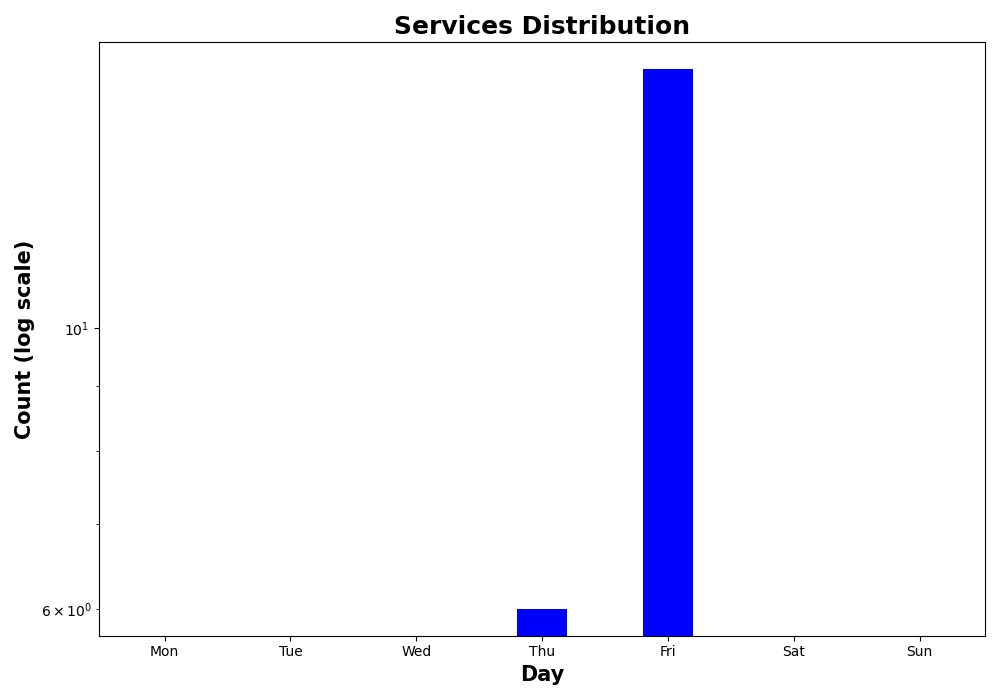 Services Distribution
Count (log scale)
10¹
6 × 10⁰
Mon Tue Wed Thu Fri Sat Sun
Day